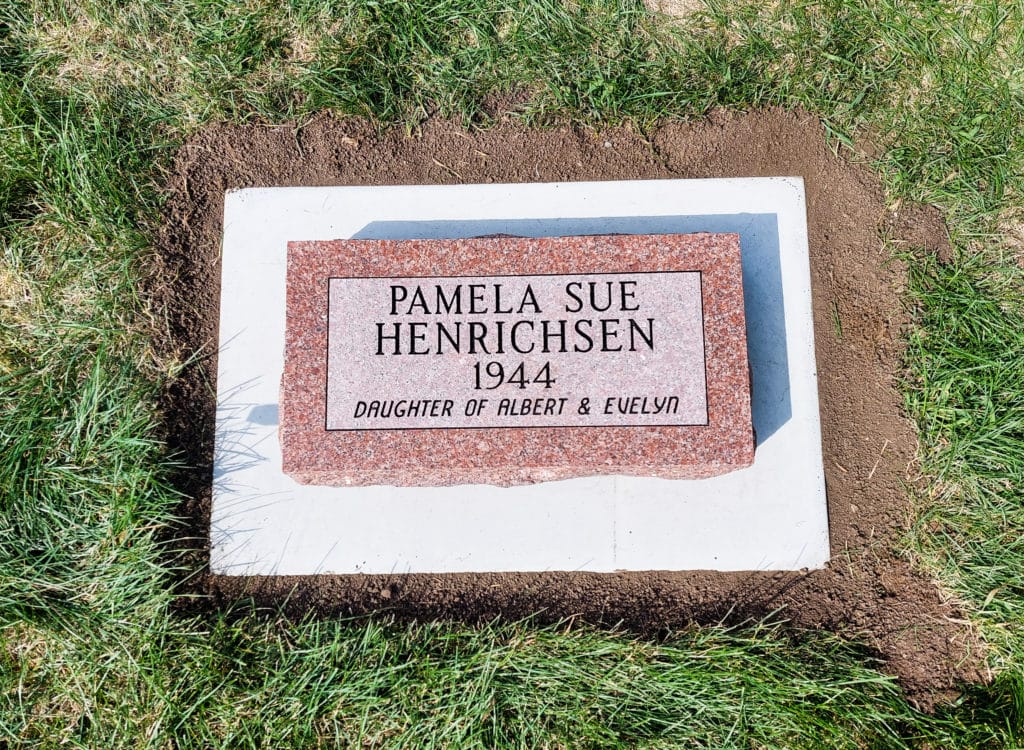 PAMELA SUE
HENRICHSEN
1944
DAUGHTER OF ALBERT & EVELYN